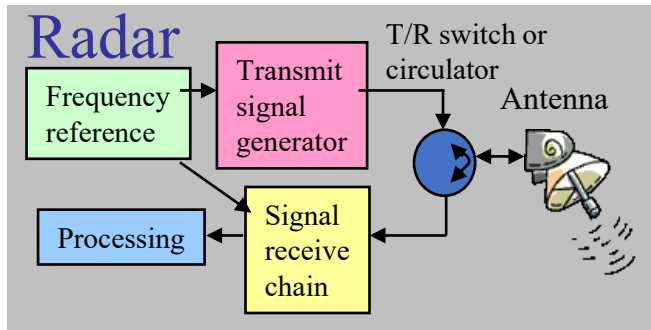 Radar
T/R switch or
circulator
Frequency
reference
Transmit
signal
generator
Antenna
Processing
Signal
receive
chain